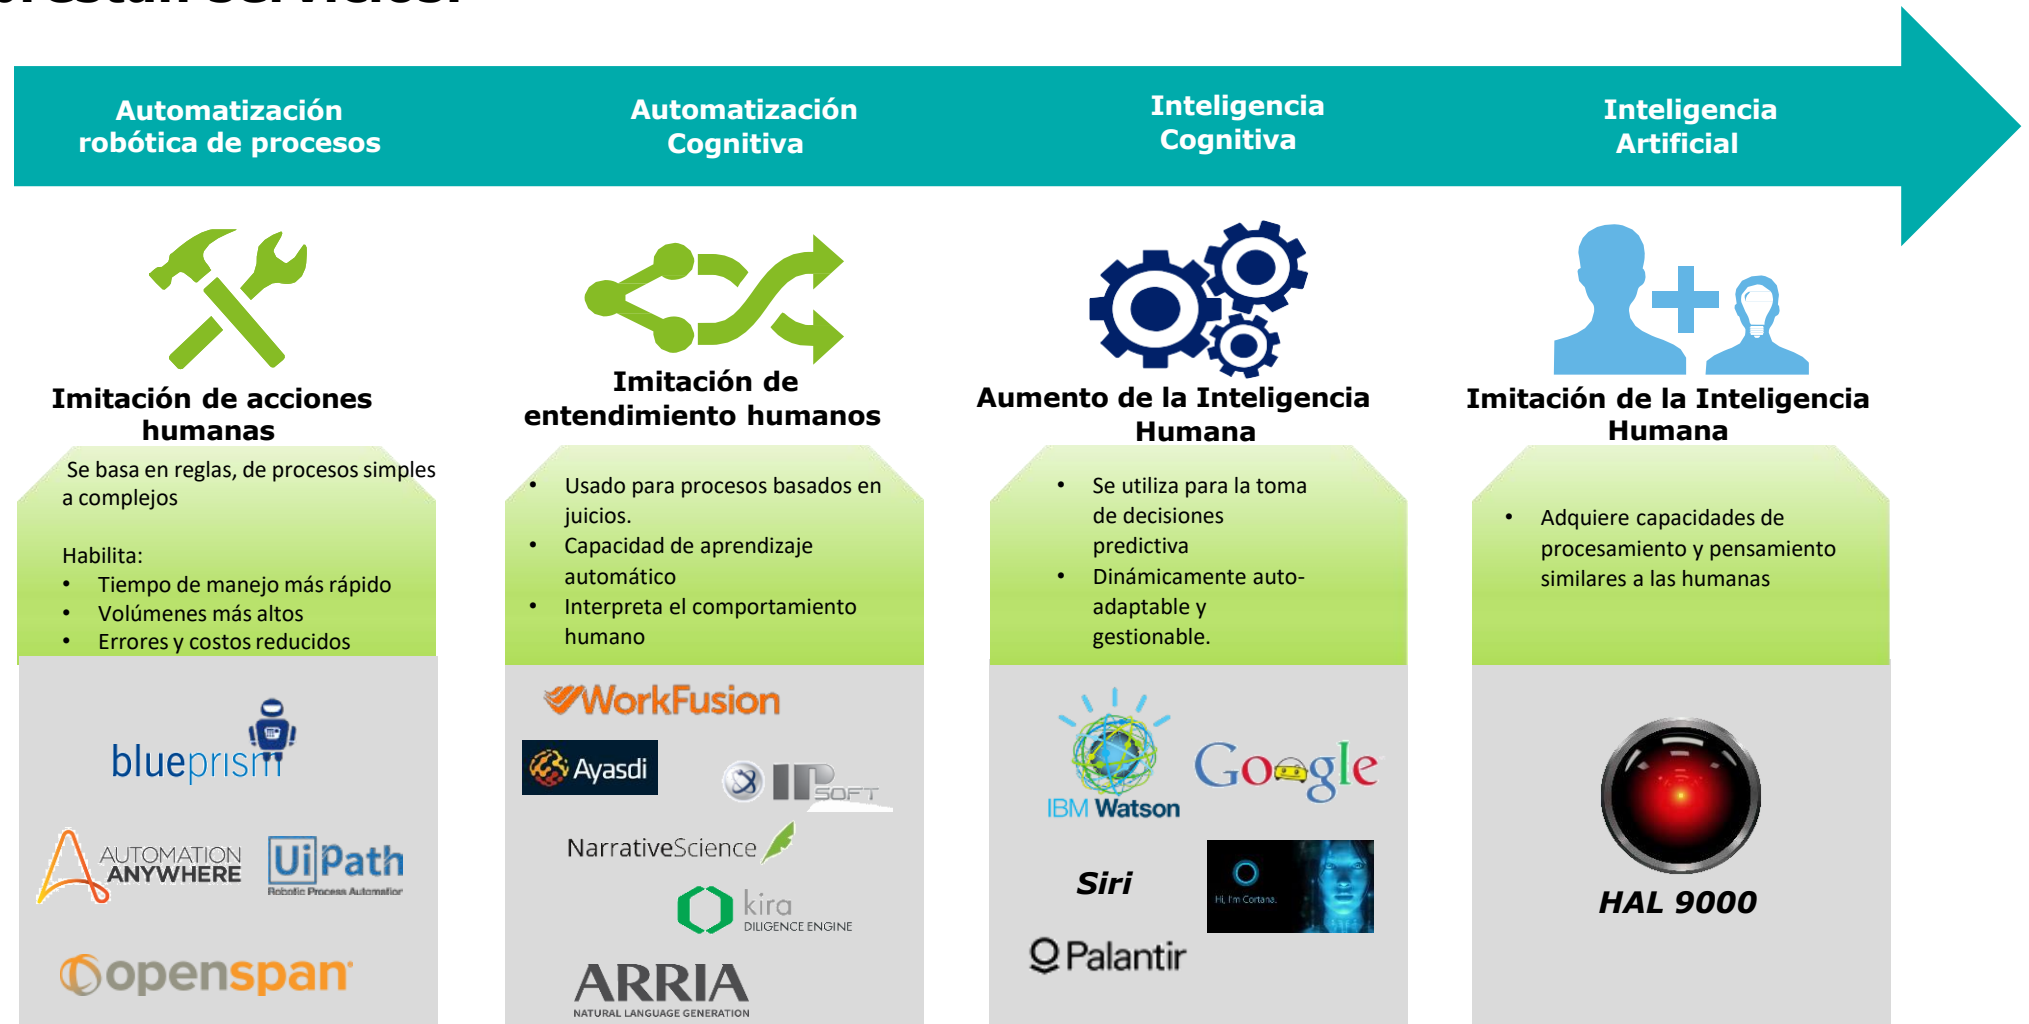 servicios.
Automatización
robótica de procesos
Automatización
Cognitiva
Inteligencia
Cognitiva
Inteligencia
Artificial
Imitación de acciones
humanas
Se basa en reglas, de procesos simples
a complejos
Habilita:
• Tiempo de manejo más rápido
• Volúmenes más altos
• Errores y costos reducidos
blueprism
AUTOMATION
ANYWHERE
UiPath
Robotic Process Automation
openspan
Imitación de
entendimiento humanos
• Usado para procesos basados en
juicios.
• Capacidad de aprendizaje
automático
• Interpreta el comportamiento
humano
WorkFusion
Ayasdi
IP
SOFT
NarrativeScience
kira
DILIGENCE ENGINE
ARRIA
NATURAL LANGUAGE GENERATION
Aumento de la Inteligencia
Humana
• Se utiliza para la toma
de decisiones
predictiva
• Dinámicamente auto-
adaptable y
gestionable.
IBM Watson
Google
Siri
Hi, I'm Cortana.
Palantir
Imitación de la Inteligencia
Humana
• Adquiere capacidades de
procesamiento y pensamiento
similares a las humanas
HAL 9000